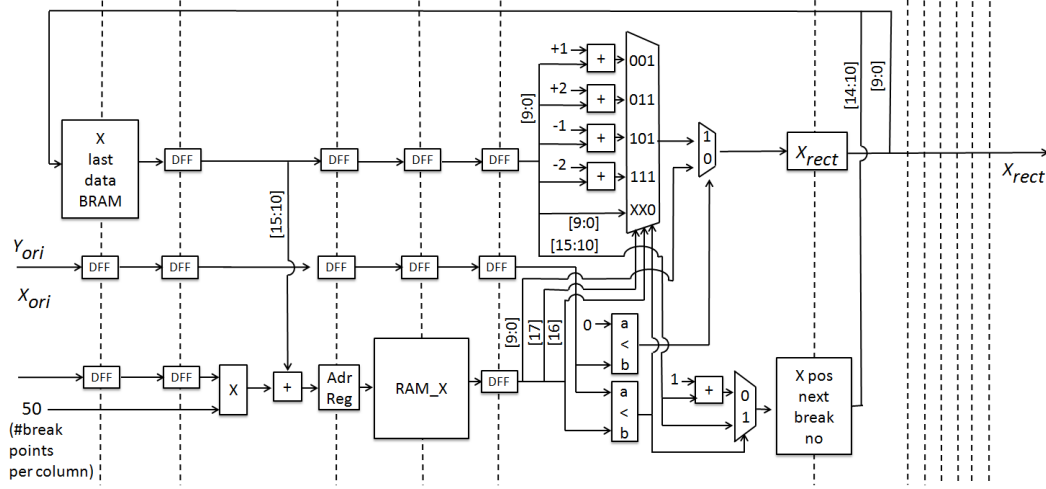 [14:10]
[9:0]
+1
+
001
+2
+
011
[9:0]
-1
+
101
-2
+
111
XX0
1
0
X
last
data
BRAM
DFF
DFF
DFF
DFF
DFF
X_rect
X_rect
[15:10]
[9:0]
[15:10]
Y_ori
DFF
DFF
DFF
DFF
DFF
X_ori
[9:0]
[17]
[16]
0
a
<
b
DFF
DFF
X
+
Adr
Reg
RAM_X
DFF
a
<
b
1
+
0
1
X pos
next
break
no
50
(#break
points
per column)